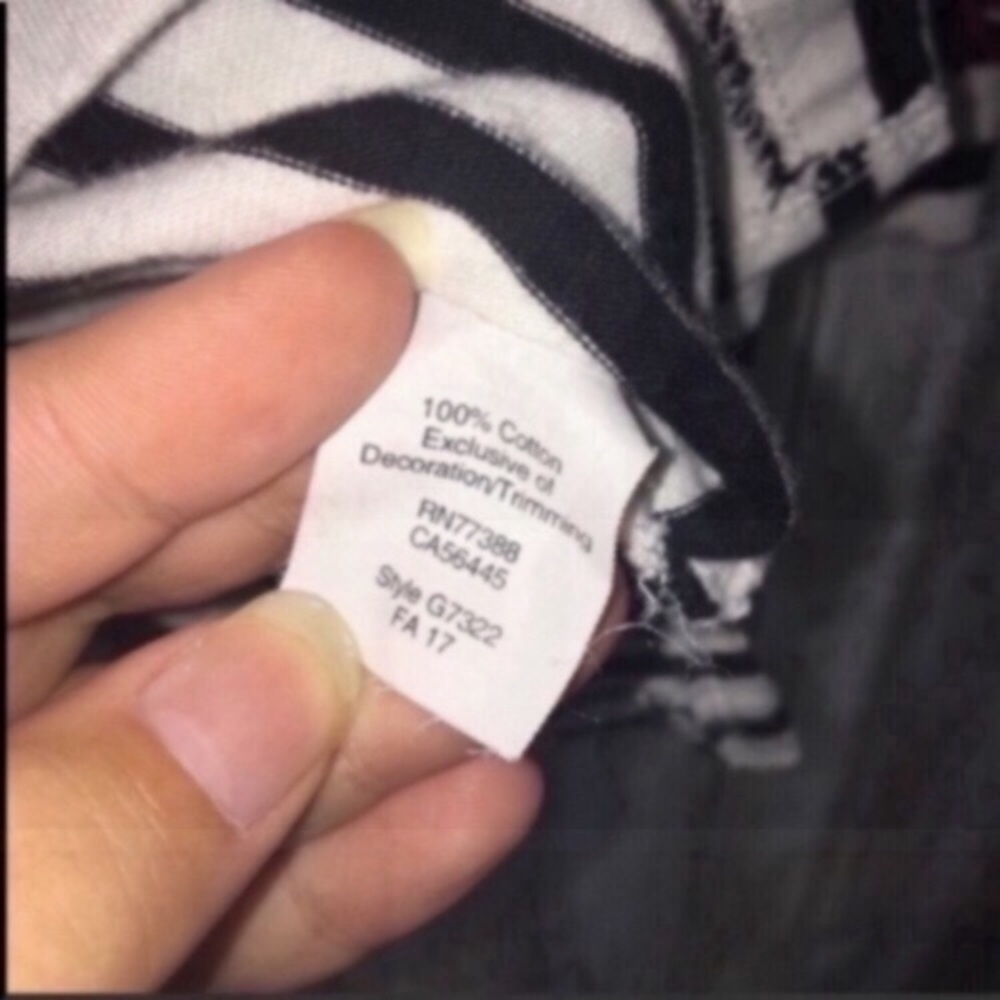 100% Cotton
Exclusive of
Decoration/Trimming
RN77388
CA56445
Style G7322
FA 17